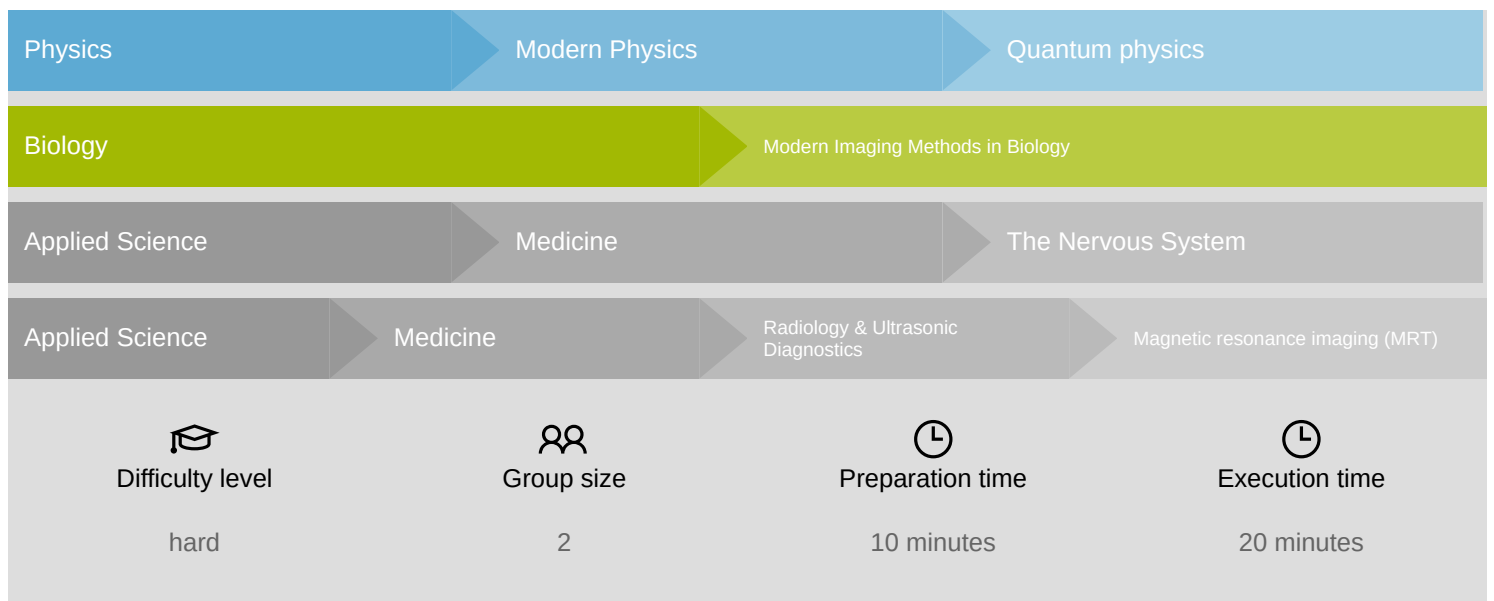 Physics Modern Physics Quantum physics
Biology Modern Imaging Methods in Biology
Applied Science Medicine The Nervous System
Applied Science Medicine Radiology & Ultrasonic Diagnostics Magnetic resonance imaging (MRT)
Difficulty level Group size Preparation time Execution time
hard 2 10 minutes 20 minutes